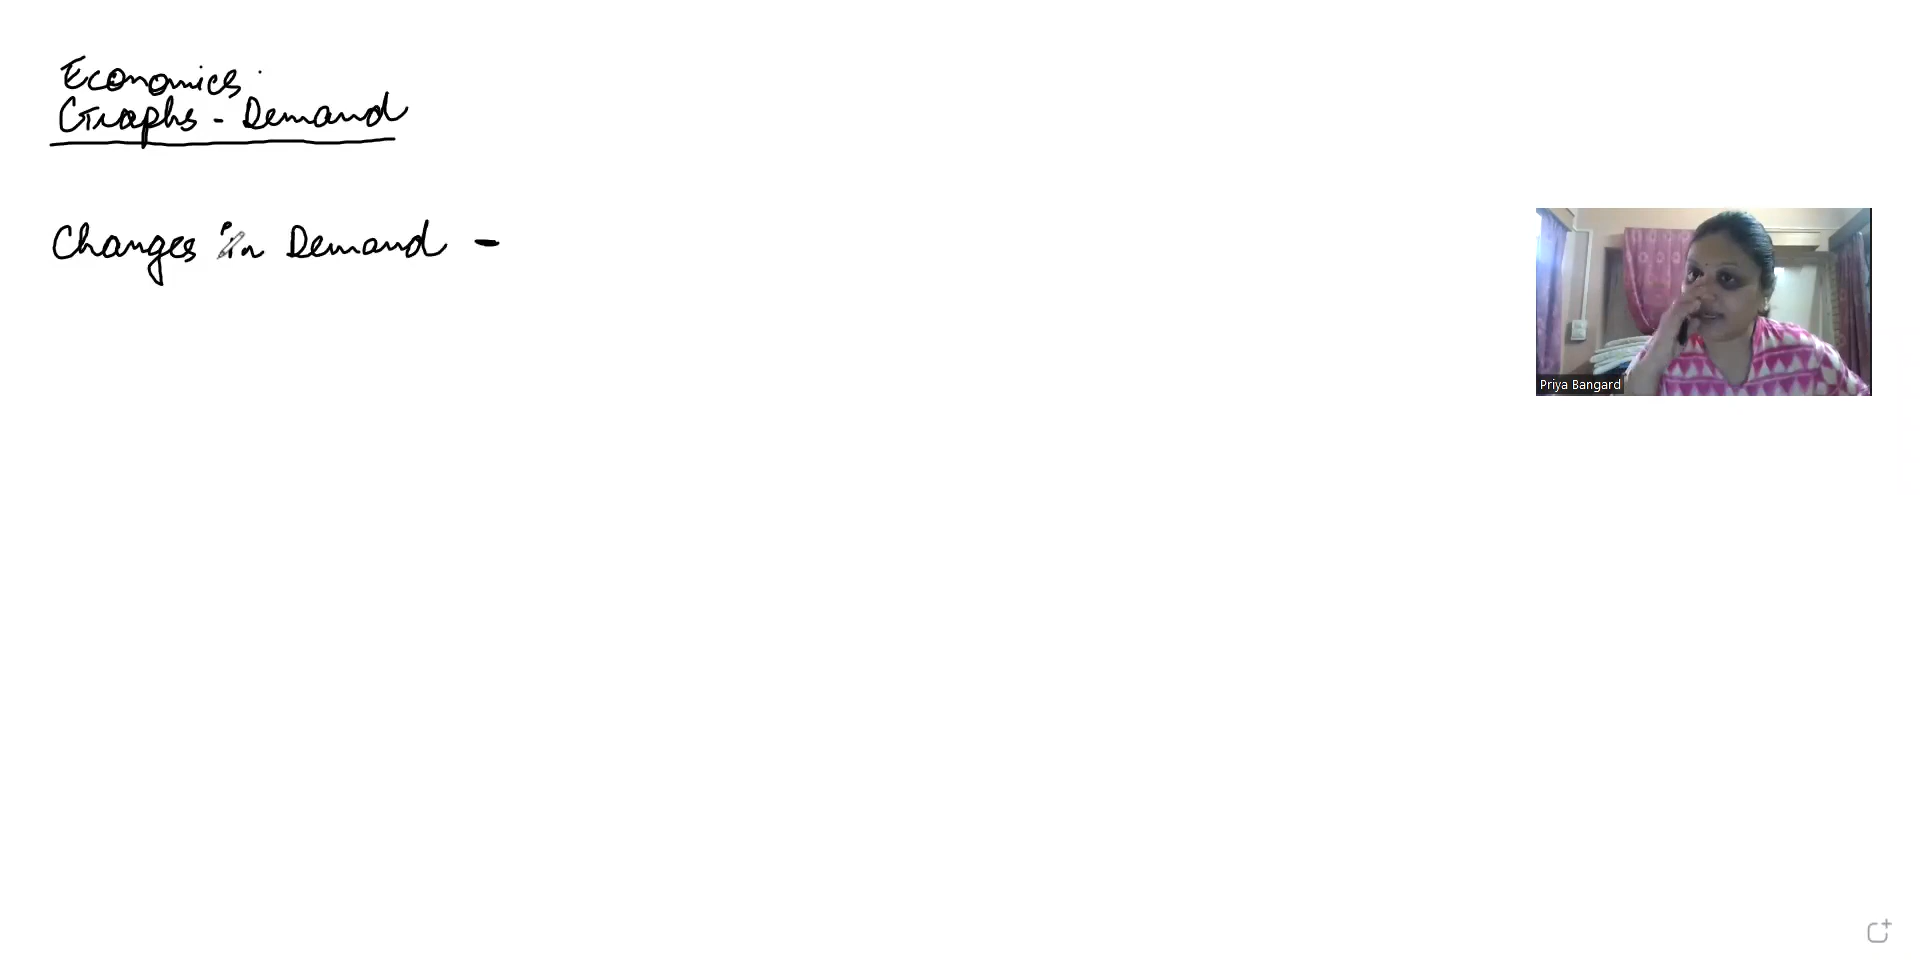 Economics
Graphs - Demand
Changes in Demand -
Priya Bangard